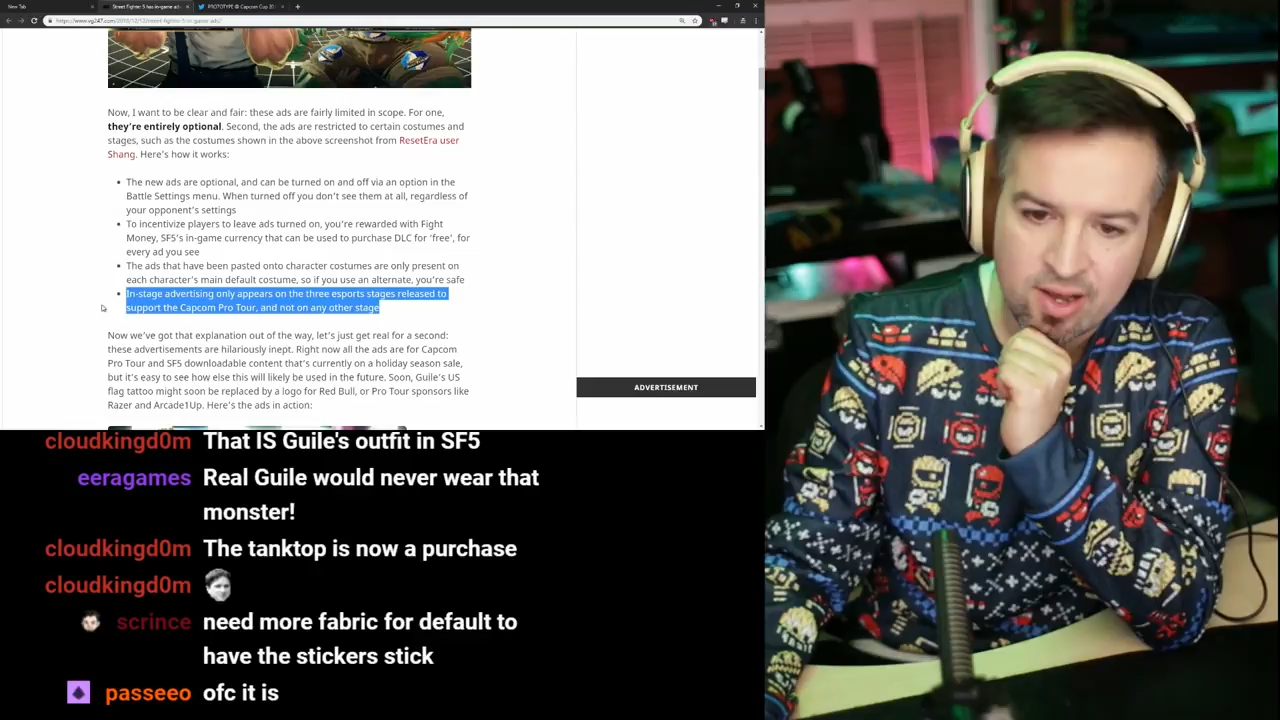 New Tab
Street Fighter 5 has in-game ads
PROTOTYPE @ Capcom Cup 20
Now, I want to be clear and fair: these ads are fairly limited in scope. For one,
they're entirely optional. Second, the ads are restricted to certain costumes and
stages, such as the costumes shown in the above screenshot from ResetEra user
Shang. Here's how it works:
The new ads are optional, and can be turned on and off via an option in the
Battle Settings menu. When turned off you don't see them at all, regardless of
your opponent's settings
To incentivize players to leave ads turned on, you're rewarded with Fight
Money, SF5's in-game currency that can be used to purchase DLC for 'free', for
every ad you see
The ads that have been pasted onto character costumes are only present on
each character's main default costume, so if you use an alternate, you're safe
In-stage advertising only appears on the three esports stages released to
support the Capcom Pro Tour, and not on any other stage
Now we've got that explanation out of the way, let's just get real for a second:
these advertisements are hilariously inept. Right now all the ads are for Capcom
Pro Tour and SF5 downloadable content that's currently on a holiday season sale,
but it's easy to see how else this will likely be used in the future. Soon, Guile's US
flag tattoo might soon be replaced by a logo for Red Bull, or Pro Tour sponsors like
Razer and Arcade1Up. Here's the ads in action:
ADVERTISEMENT
cloudkingd0m That IS Guile's outfit in SF5
eeragames Real Guile would never wear that
monster!
cloudkingd0m The tanktop is now a purchase
cloudkingd0m
scrince need more fabric for default to
have the stickers stick
passeeo ofc it is